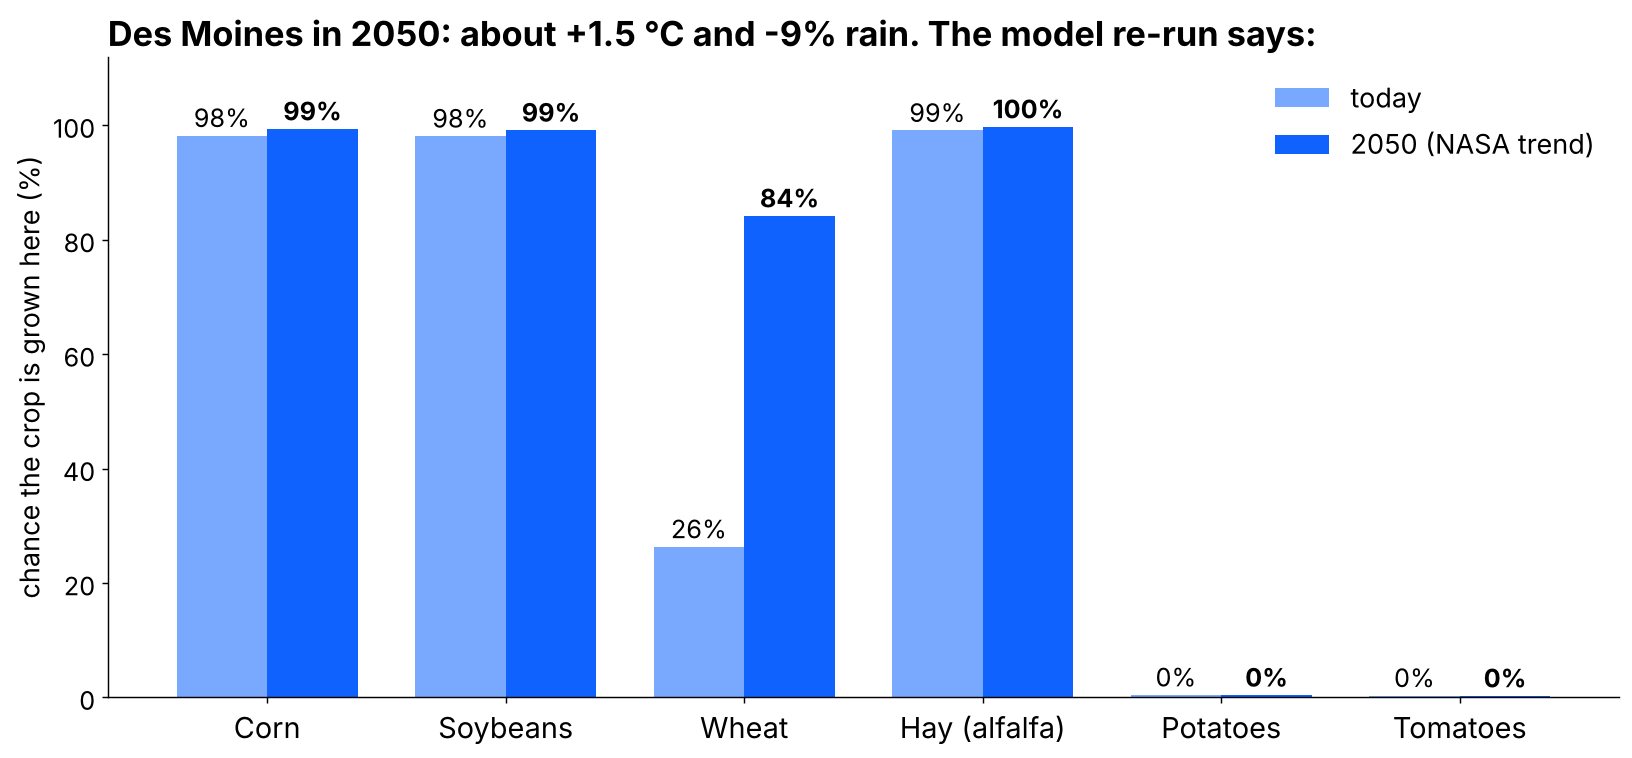 Des Moines in 2050: about +1.5 °C and -9% rain. The model re-run says:
today
2050 (NASA trend)
chance the crop is grown here (%)
100
80
60
40
20
0
98%
99%
98%
99%
26%
84%
99%
100%
0%
0%
0%
0%
Corn
Soybeans
Wheat
Hay (alfalfa)
Potatoes
Tomatoes